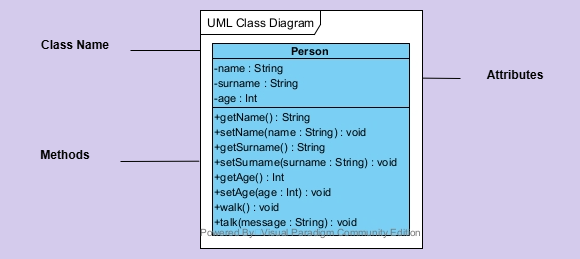 UML Class Diagram
Class Name
Person
-name : String
-surname : String
-age : Int
Attributes
+getName() : String
+setName(name : String) : void
+getSurname() : String
+setSurname(surname : String) : void
+getAge() : Int
+setAge(age : Int) : void
+walk() : void
+talk(message : String) : void
Methods
Powered By Visual Paradigm Community Edition